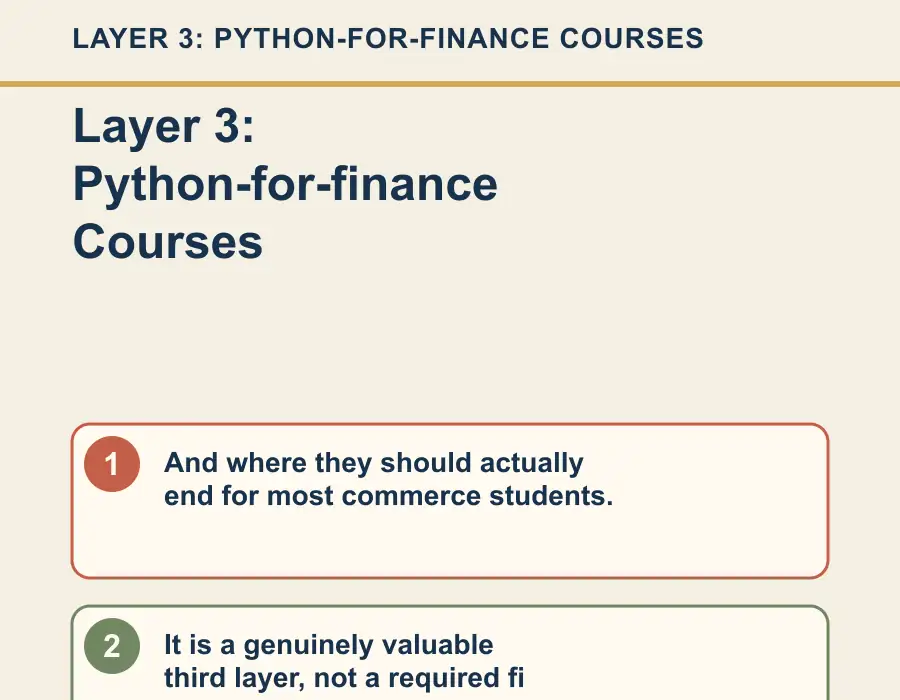 LAYER 3: PYTHON-FOR-FINANCE COURSES
Layer 3:
Python-for-finance
Courses
1
And where they should actually
end for most commerce students.
2
It is a genuinely valuable
third layer, not a required fi